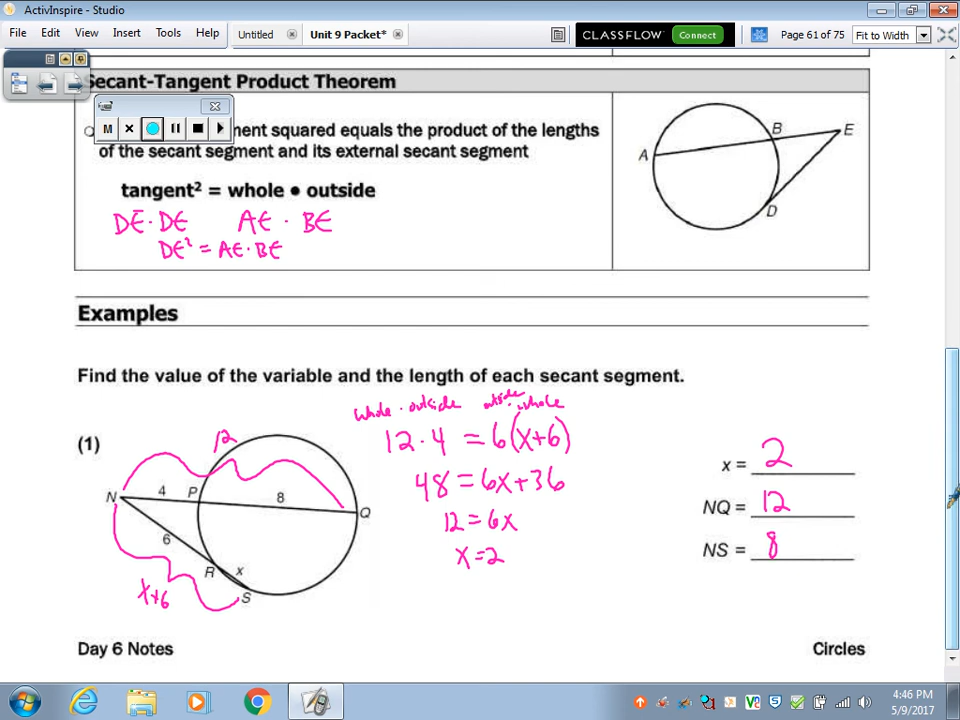 ActivInspire - Studio
File Edit View Insert Tools Help
Untitled
Unit 9 Packet*
CLASSFLOW Connect
Page 61 of 75
Fit to Width
Secant-Tangent Product Theorem
M
ment squared equals the product of the lengths
of the secant segment and its external secant segment
tangent² = whole • outside
DE · DE AE · BE
DE² = AE · BE
A
B
E
D
Examples
Find the value of the variable and the length of each secant segment.
whole · outside outside · whole
(1)
12 · 4 = 6(x+6)
48 = 6x+36
12 = 6x
x = 2
12
N
4
P
8
Q
6
R
x
S
x+6
x = 2
NQ = 12
NS = 8
Day 6 Notes
Circles
4:46 PM
5/9/2017